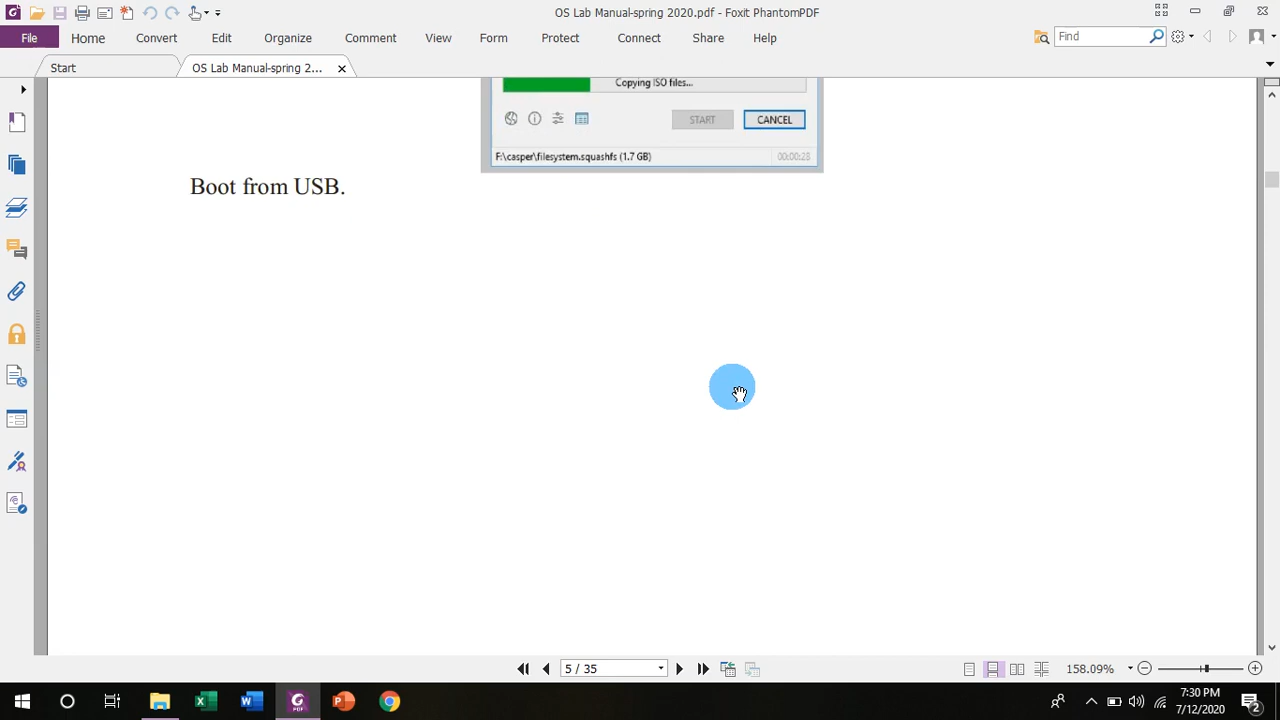 OS Lab Manual-spring 2020.pdf - Foxit PhantomPDF
File Home Convert Edit Organize Comment View Form Protect Connect Share Help Find
Start OS Lab Manual-spring 2...
Copying ISO files...
START CANCEL
F:\casper\filesystem.squashfs (1.7 GB) 00:00:28
Boot from USB.
5 / 35 158.09%
7:30 PM
7/12/2020 2